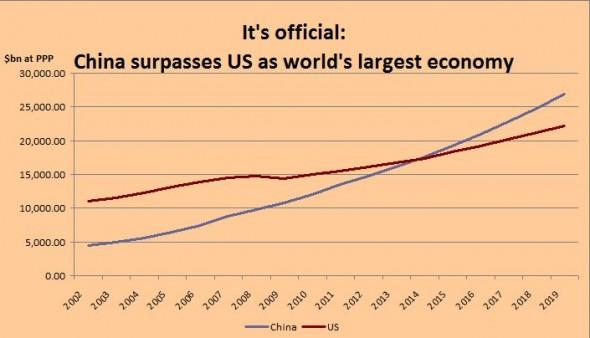 It's official:
$bn at PPP
China surpasses US as world's largest economy
30,000.00
25,000.00
20,000.00
15,000.00
10,000.00
5,000.00
0.00
2002 2003 2004 2005 2006 2007 2008 2009 2010 2011 2012 2013 2014 2015 2016 2017 2018 2019
China US